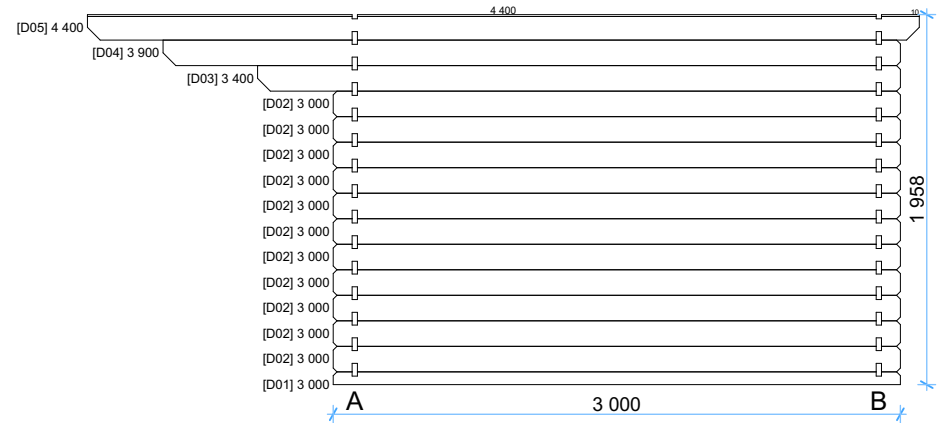 4 400
10
[D05] 4 400
[D04] 3 900
[D03] 3 400
[D02] 3 000
[D02] 3 000
[D02] 3 000
[D02] 3 000
[D02] 3 000
[D02] 3 000
[D02] 3 000
[D02] 3 000
[D02] 3 000
[D02] 3 000
[D02] 3 000
[D01] 3 000
1 958
A
B
3 000